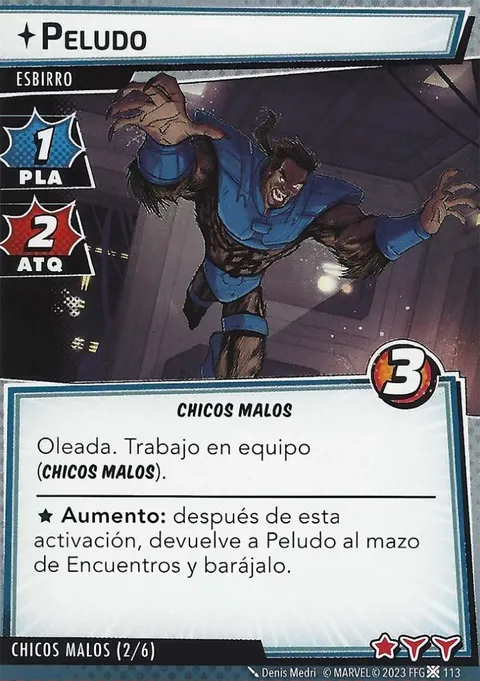 Peludo
ESBIRRO
1
PLA
2
ATQ
3
CHICOS MALOS
Oleada. Trabajo en equipo
(CHICOS MALOS).
★ Aumento: después de esta
activación, devuelve a Peludo al mazo
de Encuentros y barájalo.
CHICOS MALOS (2/6)
Denis Medri © MARVEL © 2023 FFG 113